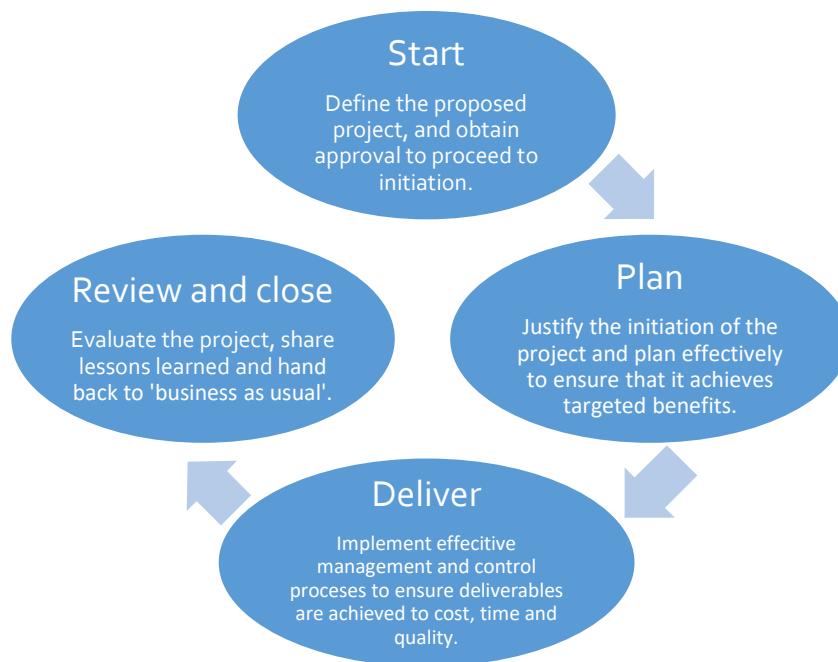 Start
Define the proposed
project, and obtain
approval to proceed to
initiation.
Plan
Justify the initiation of the
project and plan effectively
to ensure that it achieves
targeted benefits.
Deliver
Implement effecitive
management and control
proceses to ensure deliverables
are achieved to cost, time and
quality.
Review and close
Evaluate the project, share
lessons learned and hand
back to 'business as usual'.